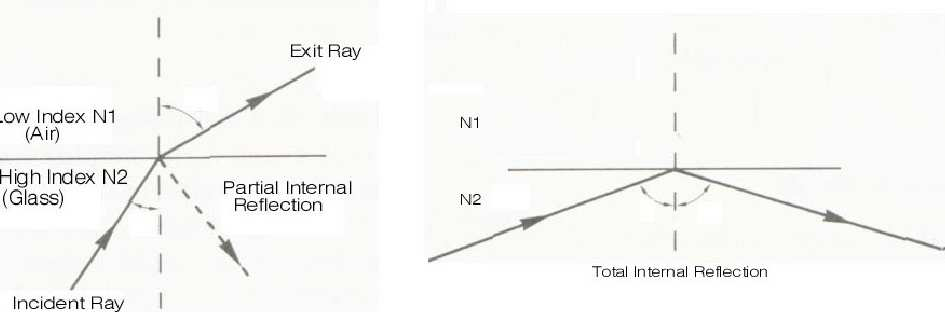 Exit Ray
Low Index N1
(Air)
High Index N2
(Glass)
Partial Internal
Reflection
Incident Ray
N1
N2
Total Internal Reflection